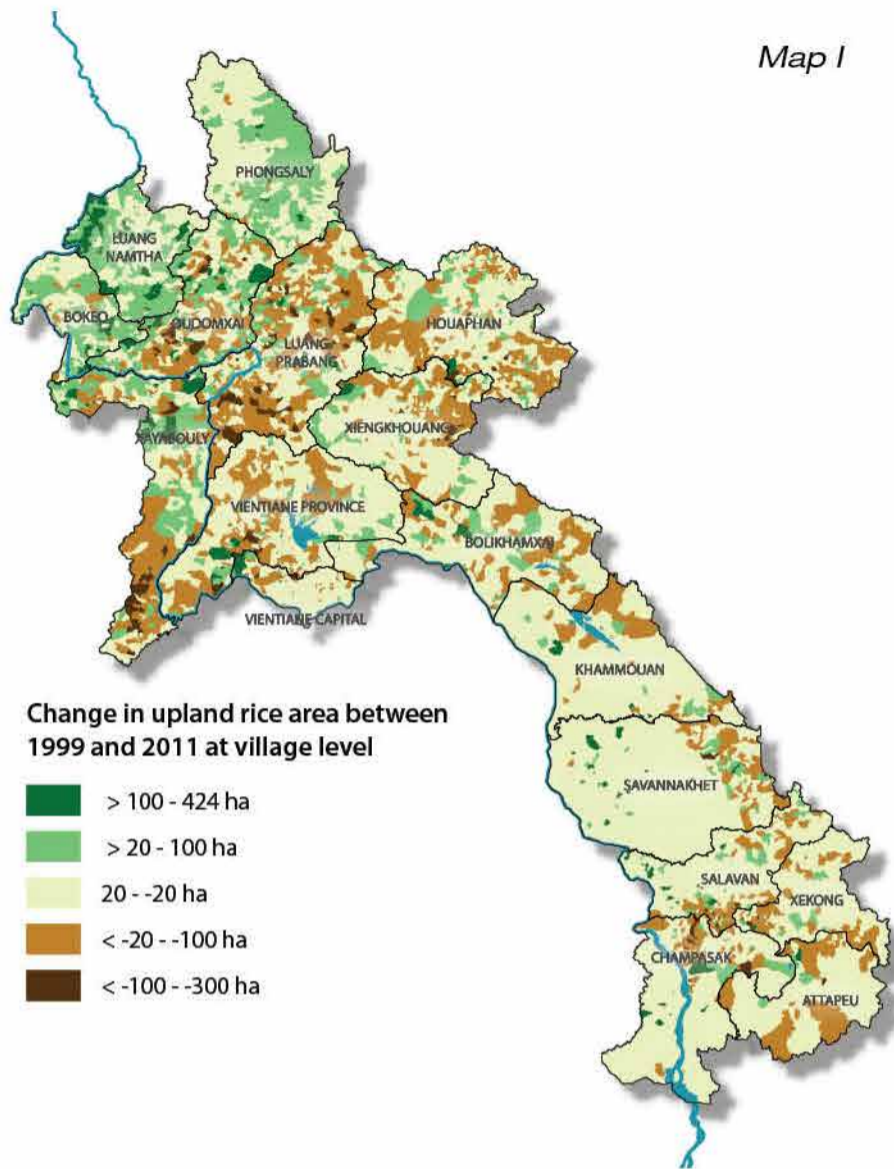 Map I
PHONGSALY
LUANG
NAMTHA
BOKEO
OUDOMXAI
HOUAPHAN
LUANG
PRABANG
XIENGKHOUANG
XAYABOULY
VIENTIANE PROVINCE
BOLIKHAMXAI
VIENTIANE CAPITAL
KHAMMOUAN
Change in upland rice area between
1999 and 2011 at village level
> 100 - 424 ha
> 20 - 100 ha
20 - -20 ha
< -20 - -100 ha
< -100 - -300 ha
SAVANNAKHET
SALAVAN
XEKONG
CHAMPASAK
ATTAPEU